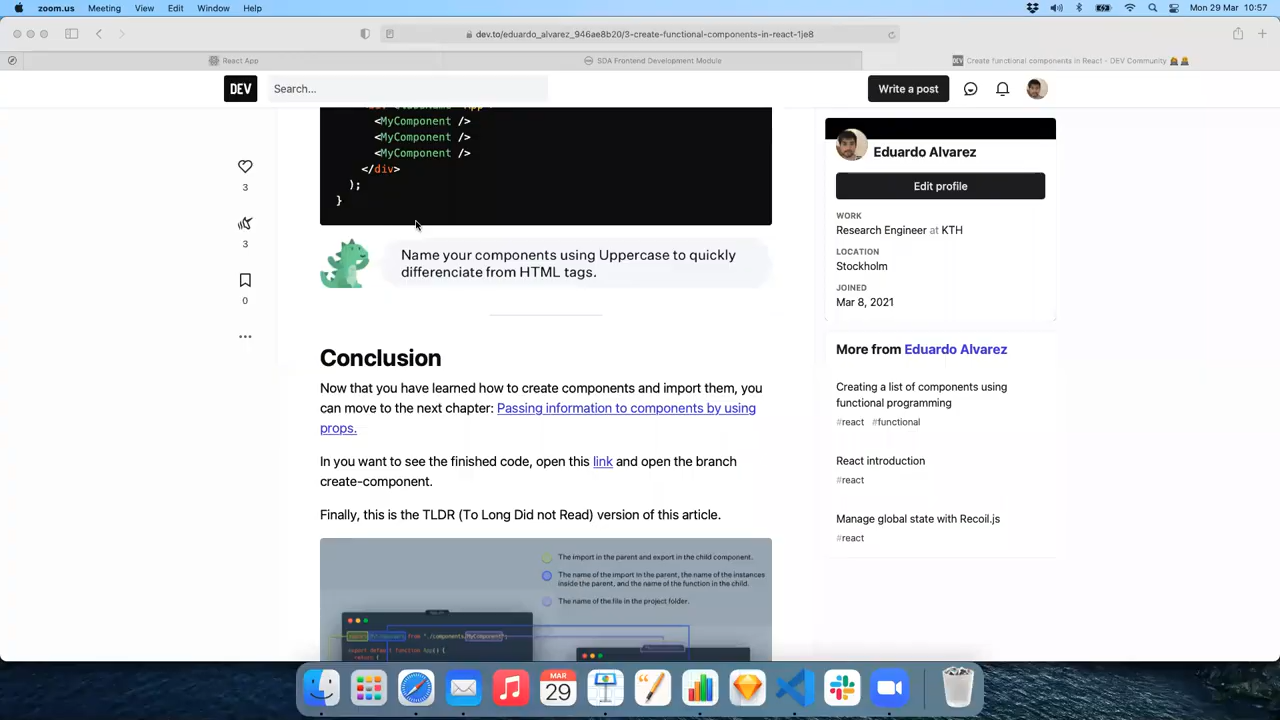 zoom.us Meeting View Edit Window Help Mon 29 Mar 10:57
dev.to/eduardo_alvarez_946ae8b20/3-create-functional-components-in-react-1je8
React App
SDA Frontend Development Module
DEV Create functional components in React - DEV Community
DEV
Search...
Write a post
<MyComponent />
<MyComponent />
<MyComponent />
</div>
);
}
3
3
0
Name your components using Uppercase to quickly
differenciate from HTML tags.
Conclusion
Now that you have learned how to create components and import them, you
can move to the next chapter: Passing information to components by using
props.
In you want to see the finished code, open this link and open the branch
create-component.
Finally, this is the TLDR (To Long Did not Read) version of this article.
The import in the parent and export in the child component.
The name of the import in the parent, the name of the instances
inside the parent, and the name of the function in the child.
The name of the file in the project folder.
from "./components/MyComponent";
export default function App() {
return (
Eduardo Alvarez
Edit profile
WORK
Research Engineer at KTH
LOCATION
Stockholm
JOINED
Mar 8, 2021
More from Eduardo Alvarez
Creating a list of components using
functional programming
#react #functional
React introduction
#react
Manage global state with Recoil.js
#react
MAR
29